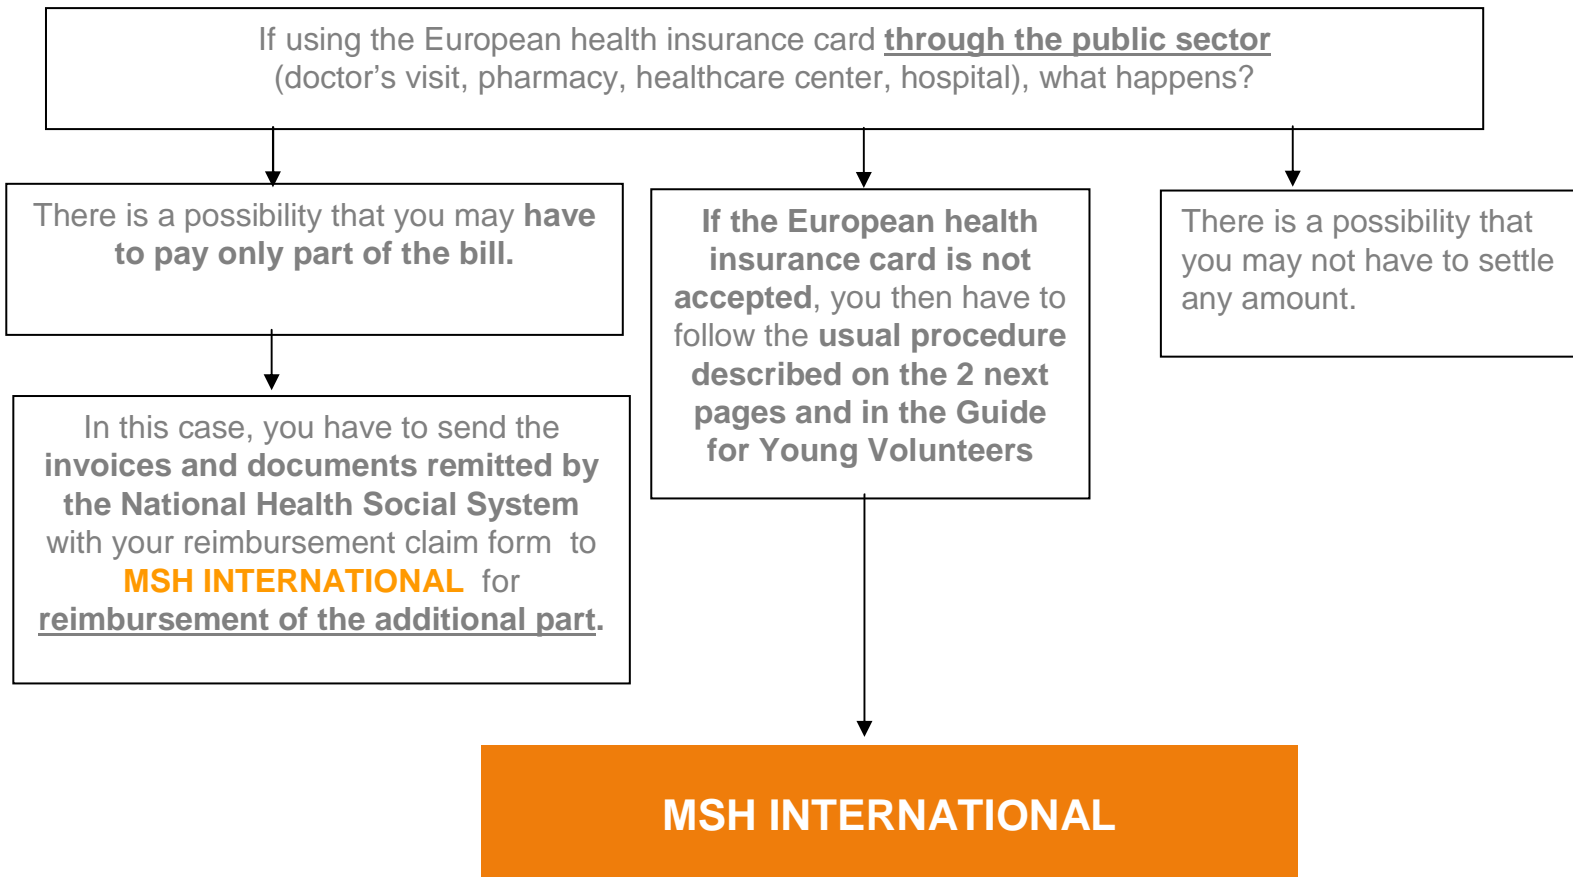 If using the European health insurance card through the public sector
(doctor’s visit, pharmacy, healthcare center, hospital), what happens?
There is a possibility that you may have
to pay only part of the bill.
In this case, you have to send the
invoices and documents remitted by
the National Health Social System
with your reimbursement claim form to
MSH INTERNATIONAL for
reimbursement of the additional part.
If the European health
insurance card is not
accepted, you then have to
follow the usual procedure
described on the 2 next
pages and in the Guide
for Young Volunteers
There is a possibility that
you may not have to settle
any amount.
MSH INTERNATIONAL